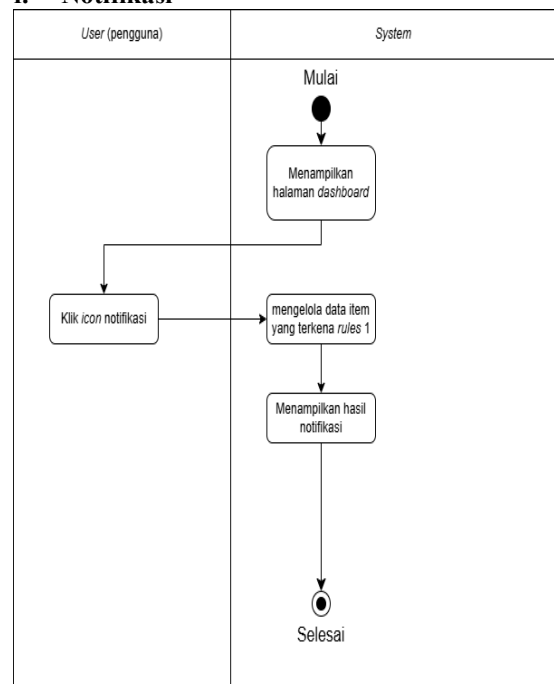 Notifikasi
User (pengguna)
System
Mulai
Menampilkan
halaman dashboard
Klik icon notifikasi
mengelola data item
yang terkena rules 1
Menampilkan hasil
notifikasi
Selesai